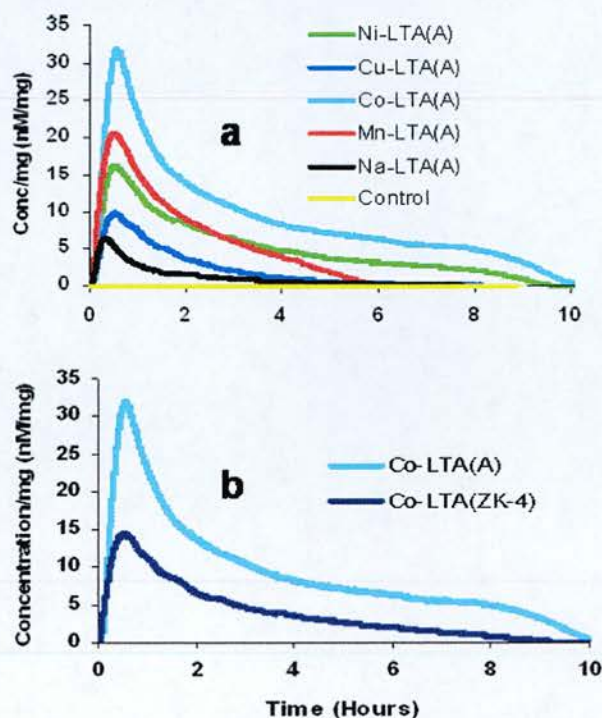 35
30
25
20
15
10
5
0
Conc/mg (nM/mg)
a
Ni-LTA(A)
Cu-LTA(A)
Co-LTA(A)
Mn-LTA(A)
Na-LTA(A)
Control
0 2 4 6 8 10
35
30
25
20
15
10
5
0
Concentration/mg (nM/mg)
b
Co-LTA(A)
Co-LTA(ZK-4)
0 2 4 6 8 10
Time (Hours)